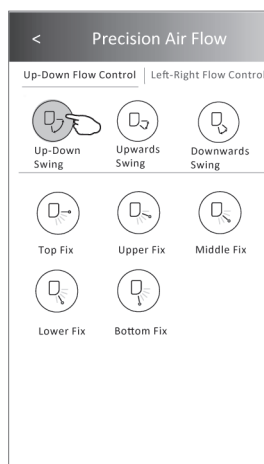 < Precision Air Flow
Up-Down Flow Control | Left-Right Flow Control
Up-Down Upwards Downwards
Swing Swing Swing
Top Fix Upper Fix Middle Fix
Lower Fix Bottom Fix